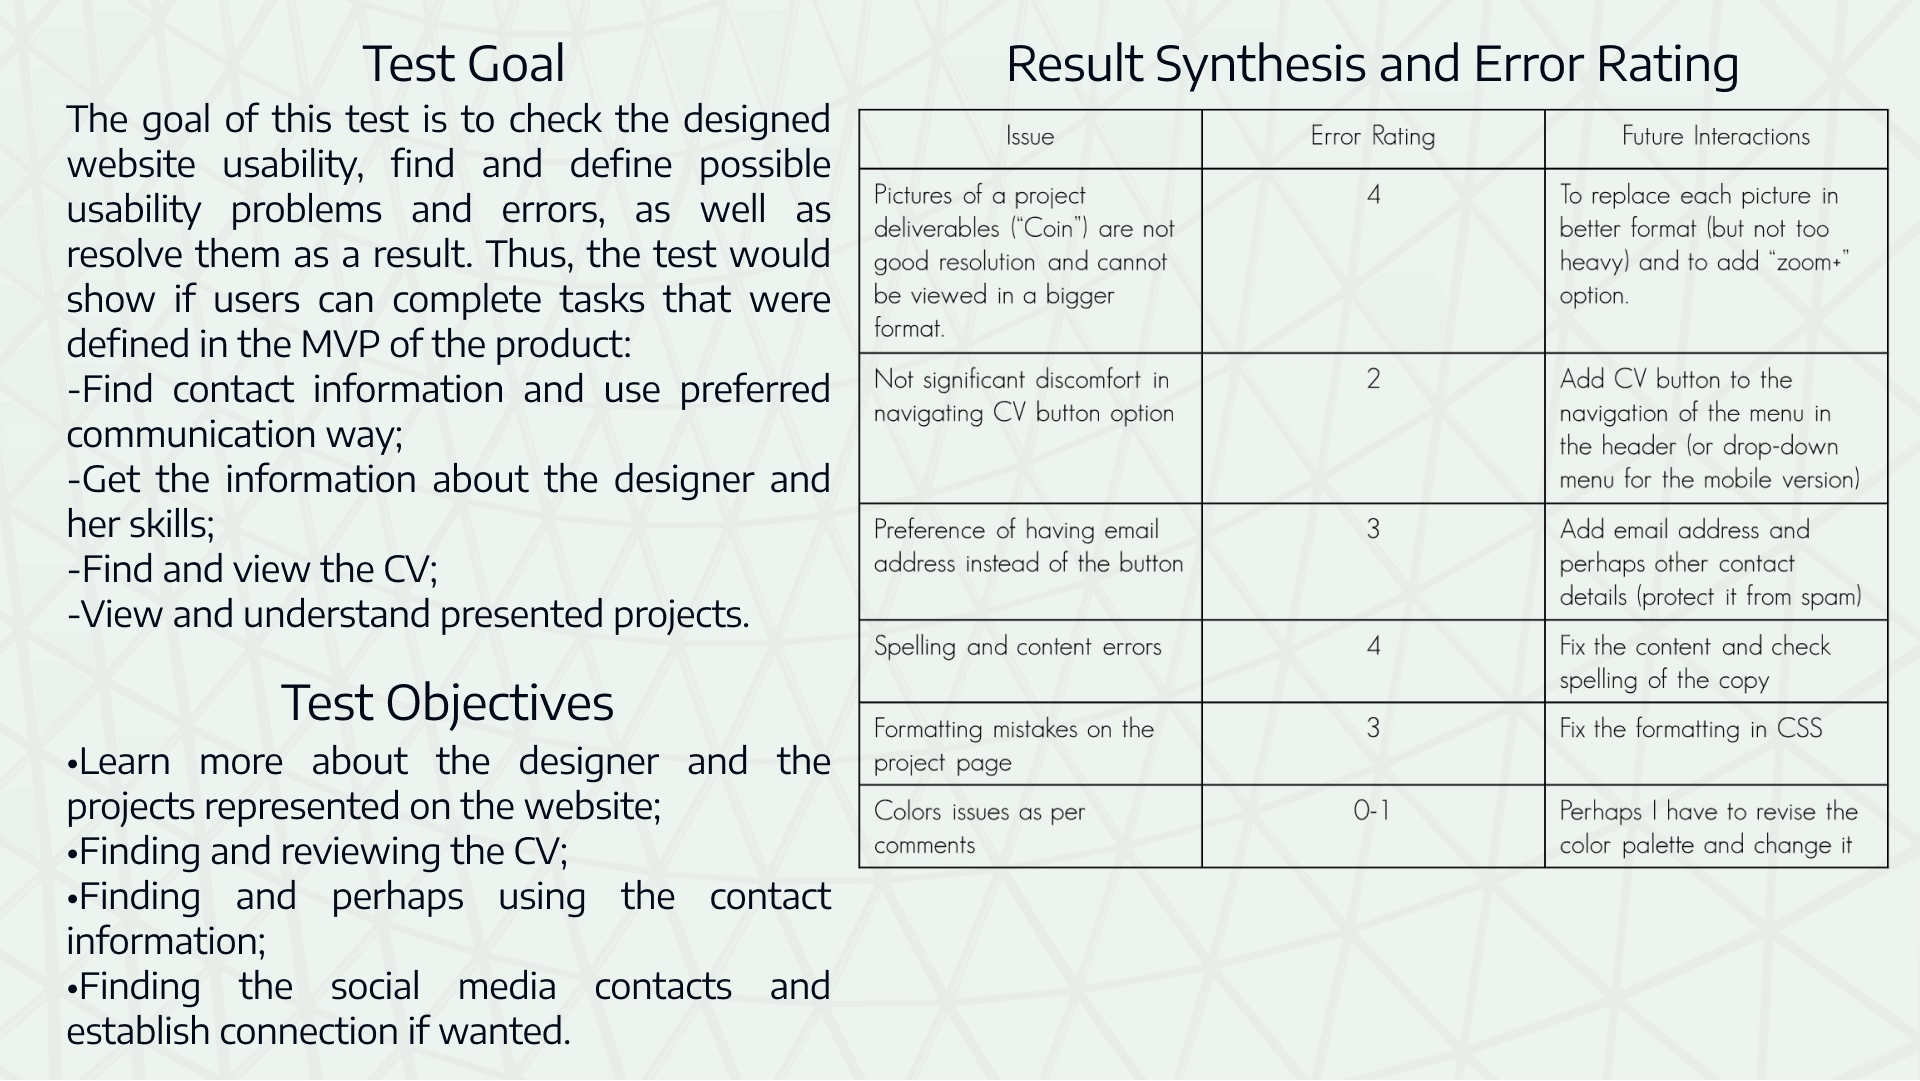 Test Goal
The goal of this test is to check the designed
website usability, find and define possible
usability problems and errors, as well as
resolve them as a result. Thus, the test would
show if users can complete tasks that were
defined in the MVP of the product:
-Find contact information and use preferred
communication way;
-Get the information about the designer and
her skills;
-Find and view the CV;
-View and understand presented projects.
Test Objectives
•Learn more about the designer and the
projects represented on the website;
•Finding and reviewing the CV;
•Finding and perhaps using the contact
information;
•Finding the social media contacts and
establish connection if wanted.
Result Synthesis and Error Rating
Issue
Error Rating
Future Interactions
Pictures of a project
deliverables (“Coin”) are not
good resolution and cannot
be viewed in a bigger
format.
4
To replace each picture in
better format (but not too
heavy) and to add “zoom+”
option.
Not significant discomfort in
navigating CV button option
2
Add CV button to the
navigation of the menu in
the header (or drop-down
menu for the mobile version)
Preference of having email
address instead of the button
3
Add email address and
perhaps other contact
details (protect it from spam)
Spelling and content errors
4
Fix the content and check
spelling of the copy
Formatting mistakes on the
project page
3
Fix the formatting in CSS
Colors issues as per
comments
0-1
Perhaps I have to revise the
color palette and change it